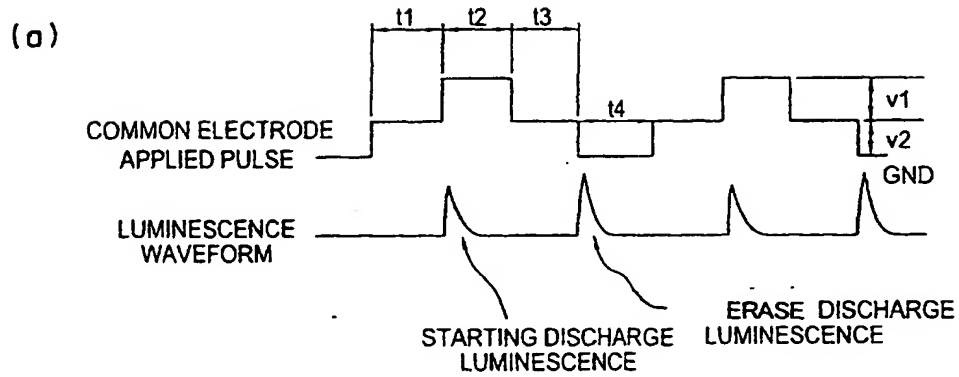 (a)
t1
t2
t3
t4
v1
v2
GND
COMMON ELECTRODE
APPLIED PULSE
LUMINESCENCE
WAVEFORM
STARTING DISCHARGE
LUMINESCENCE
ERASE DISCHARGE
LUMINESCENCE